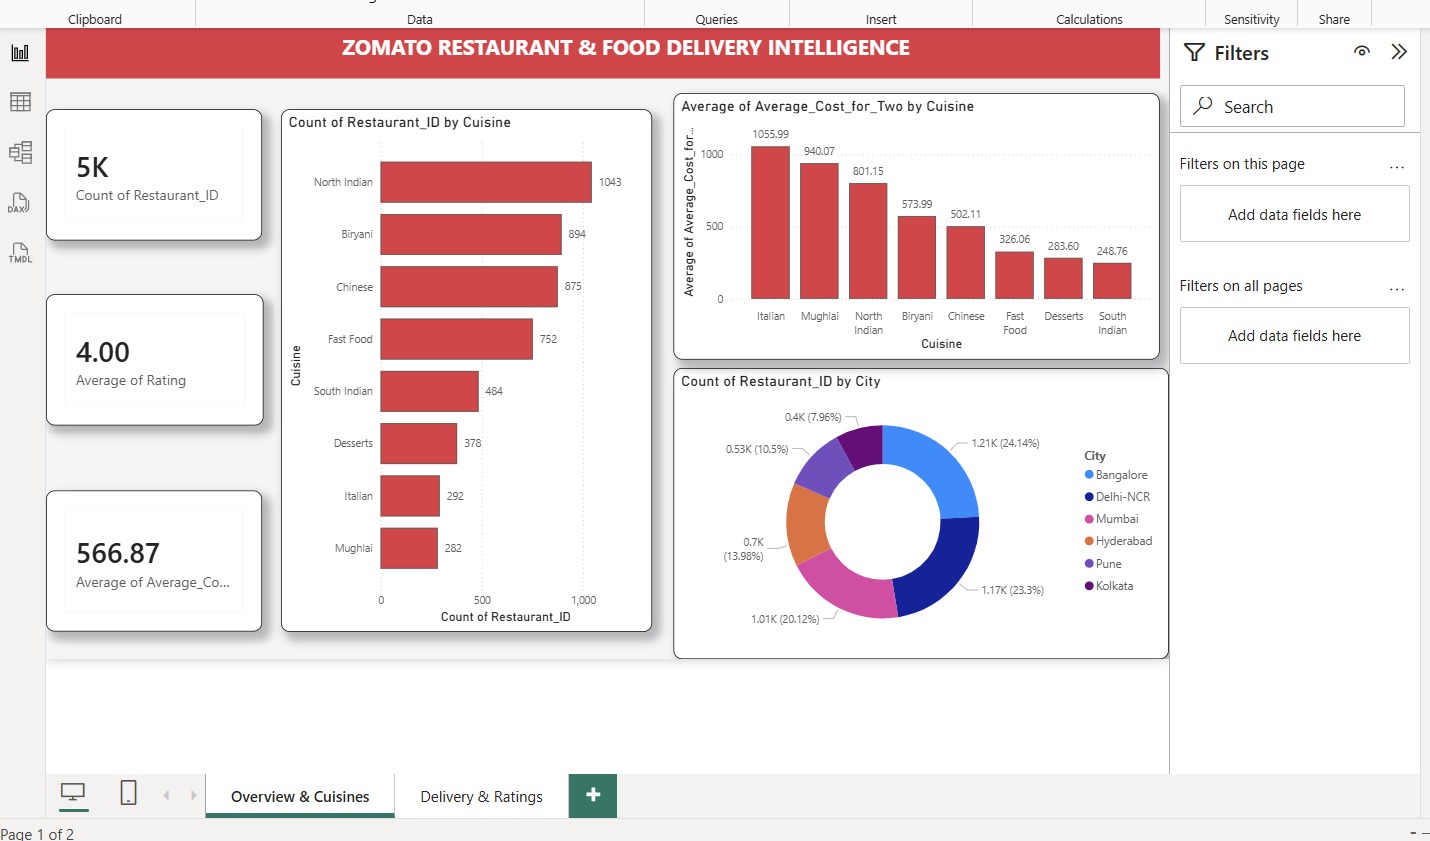 Clipboard
Data
Queries
Insert
Calculations
Sensitivity
Share
ZOMATO RESTAURANT & FOOD DELIVERY INTELLIGENCE
5K
Count of Restaurant_ID
4.00
Average of Rating
566.87
Average of Average_Co...
Count of Restaurant_ID by Cuisine
Cuisine
North Indian
1043
Biryani
894
Chinese
875
Fast Food
752
South Indian
484
Desserts
378
Italian
292
Mughlai
282
0
500
1,000
Count of Restaurant_ID
Average of Average_Cost_for_Two by Cuisine
Average of Average_Cost_for_...
1000
500
0
1055.99
940.07
801.15
573.99
502.11
326.06
283.60
248.76
Italian
Mughlai
North
Indian
Biryani
Chinese
Fast
Food
Desserts
South
Indian
Cuisine
Count of Restaurant_ID by City
0.4K (7.96%)
0.53K (10.5%)
0.7K
(13.98%)
1.01K (20.12%)
1.21K (24.14%)
1.17K (23.3%)
City
Bangalore
Delhi-NCR
Mumbai
Hyderabad
Pune
Kolkata
Filters
Search
Filters on this page
...
Add data fields here
Filters on all pages
...
Add data fields here
DAX
TMDL
Overview & Cuisines
Delivery & Ratings
+
Page 1 of 2